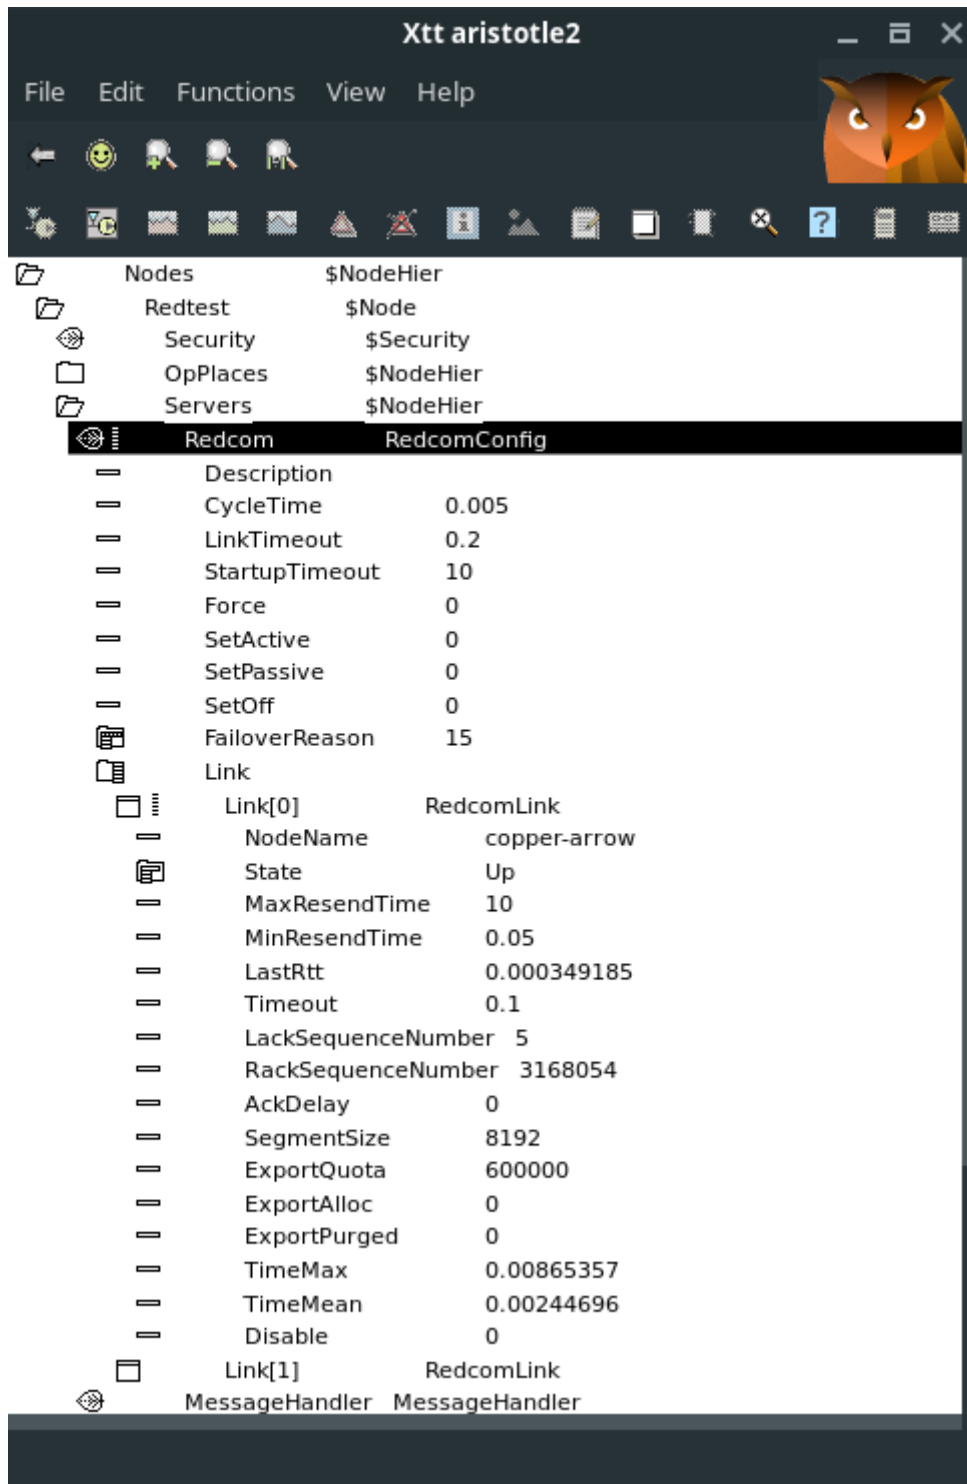 Xtt aristotle2
File Edit Functions View Help
Nodes $NodeHier
Redtest $Node
Security $Security
OpPlaces $NodeHier
Servers $NodeHier
Redcom RedcomConfig
Description
CycleTime 0.005
LinkTimeout 0.2
StartupTimeout 10
Force 0
SetActive 0
SetPassive 0
SetOff 0
FailoverReason 15
Link
Link[0] RedcomLink
NodeName copper-arrow
State Up
MaxResendTime 10
MinResendTime 0.05
LastRtt 0.000349185
Timeout 0.1
LackSequenceNumber 5
RackSequenceNumber 3168054
AckDelay 0
SegmentSize 8192
ExportQuota 600000
ExportAlloc 0
ExportPurged 0
TimeMax 0.00865357
TimeMean 0.00244696
Disable 0
Link[1] RedcomLink
MessageHandler MessageHandler